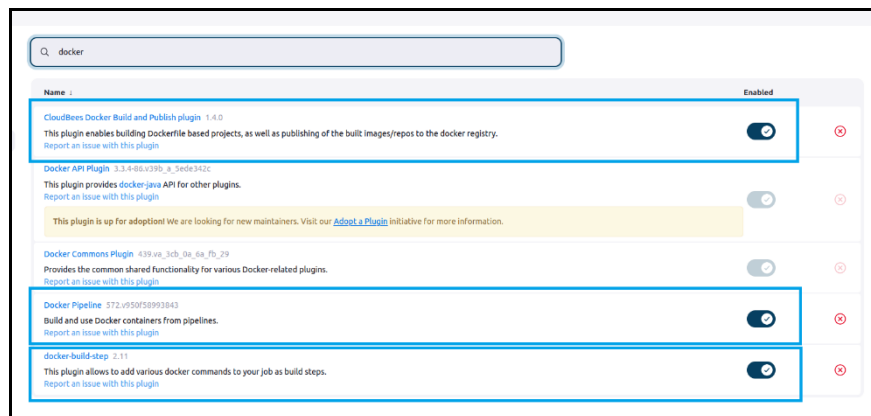 docker
Name ↓ Enabled
CloudBees Docker Build and Publish plugin 1.4.0
This plugin enables building Dockerfile based projects, as well as publishing of the built images/repos to the docker registry.
Report an issue with this plugin
Docker API Plugin 3.3.4-86.v39b_a_5ede342c
This plugin provides docker-java API for other plugins.
Report an issue with this plugin
This plugin is up for adoption! We are looking for new maintainers. Visit our Adopt a Plugin initiative for more information.
Docker Commons Plugin 439.va_3cb_0a_6a_fb_29
Provides the common shared functionality for various Docker-related plugins.
Report an issue with this plugin
Docker Pipeline 572.v950f58993843
Build and use Docker containers from pipelines.
Report an issue with this plugin
docker-build-step 2.11
This plugin allows to add various docker commands to your job as build steps.
Report an issue with this plugin